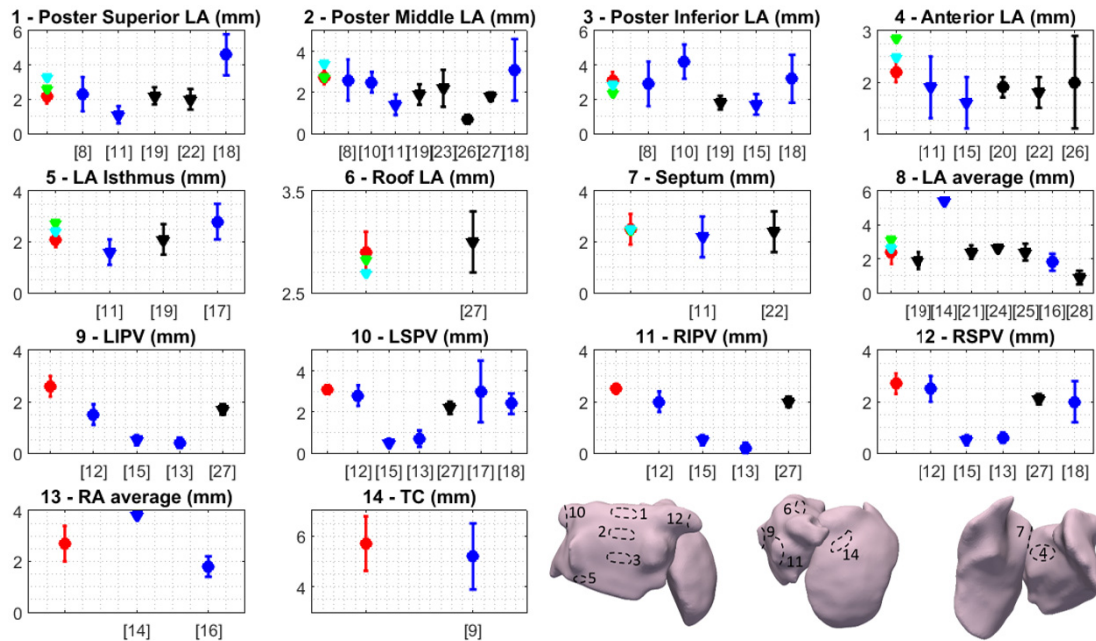 1 - Poster Superior LA (mm)
2 - Poster Middle LA (mm)
3 - Poster Inferior LA (mm)
4 - Anterior LA (mm)
6
4
2
0
[8] [11] [19] [22] [18]
6
4
2
0
[8] [10] [11] [19] [23] [26] [27] [18]
6
4
2
0
[8] [10] [19] [15] [18]
3
2
1
[11] [15] [20] [22] [26]
5 - LA Isthmus (mm)
6 - Roof LA (mm)
7 - Septum (mm)
8 - LA average (mm)
4
2
0
[11] [19] [17]
3.5
2.5
[27]
4
2
0
[11] [22]
6
4
2
0
[19] [14] [21] [24] [25] [16] [28]
9 - LIPV (mm)
10 - LSPV (mm)
11 - RIPV (mm)
12 - RSPV (mm)
4
2
0
[12] [15] [13] [27]
4
2
0
[12] [15] [13] [27] [17] [18]
4
2
0
[12] [15] [13] [27]
4
2
0
[12] [15] [13] [27] [18]
13 - RA average (mm)
14 - TC (mm)
4
2
0
[14] [16]
6
4
[9]
10 1 12
2
3
5
6
9
14
11
7
4